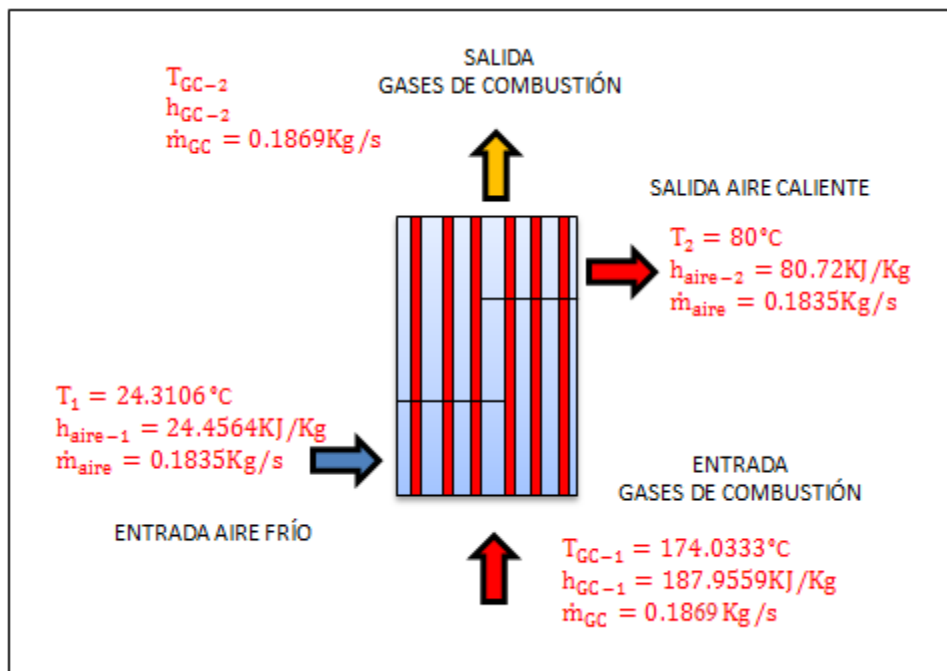 SALIDA
GASES DE COMBUSTIÓN
T_GC−2
h_GC−2
ṁ_GC = 0.1869Kg/s
SALIDA AIRE CALIENTE
T_2 = 80°C
h_aire−2 = 80.72KJ/Kg
ṁ_aire = 0.1835Kg/s
T_1 = 24.3106°C
h_aire−1 = 24.4564KJ/Kg
ṁ_aire = 0.1835Kg/s
ENTRADA AIRE FRÍO
ENTRADA
GASES DE COMBUSTIÓN
T_GC−1 = 174.0333°C
h_GC−1 = 187.9559KJ/Kg
ṁ_GC = 0.1869 Kg/s